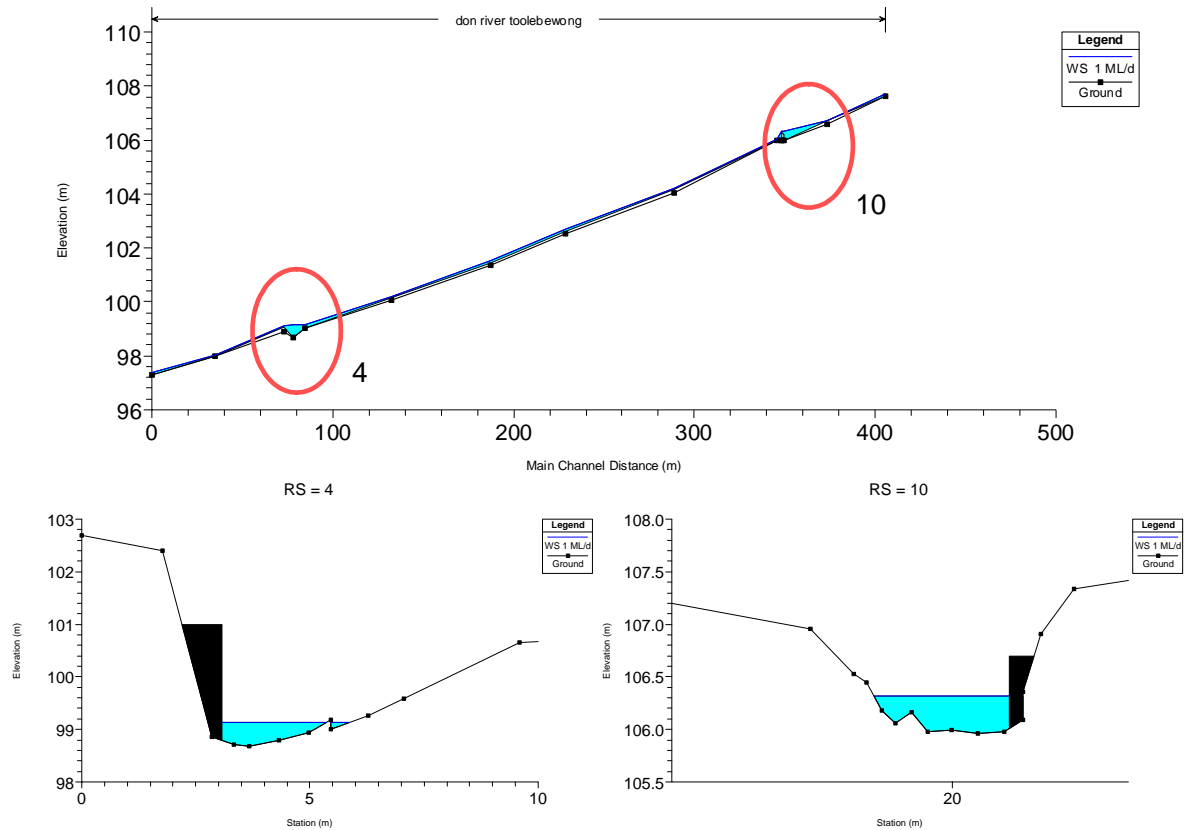 don river toolebewong
110
108
106
104
102
100
98
96
Elevation (m)
0 100 200 300 400 500
Main Channel Distance (m)
Legend
WS 1 ML/d
Ground
10
4
RS = 4
103
102
101
100
99
98
Elevation (m)
0 5 10
Station (m)
Legend
WS 1 ML/d
Ground
RS = 10
108.0
107.5
107.0
106.5
106.0
105.5
Elevation (m)
20
Station (m)
Legend
WS 1 ML/d
Ground